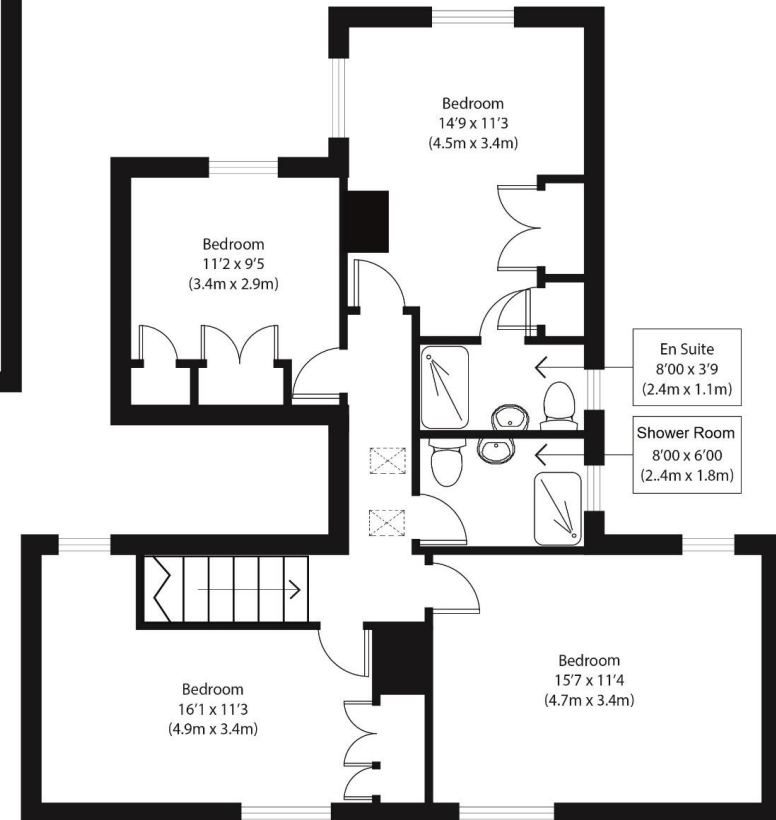 Bedroom
14'9 x 11'3
(4.5m x 3.4m)
Bedroom
11'2 x 9'5
(3.4m x 2.9m)
En Suite
8'00 x 3'9
(2.4m x 1.1m)
Shower Room
8'00 x 6'00
(2..4m x 1.8m)
Bedroom
16'1 x 11'3
(4.9m x 3.4m)
Bedroom
15'7 x 11'4
(4.7m x 3.4m)